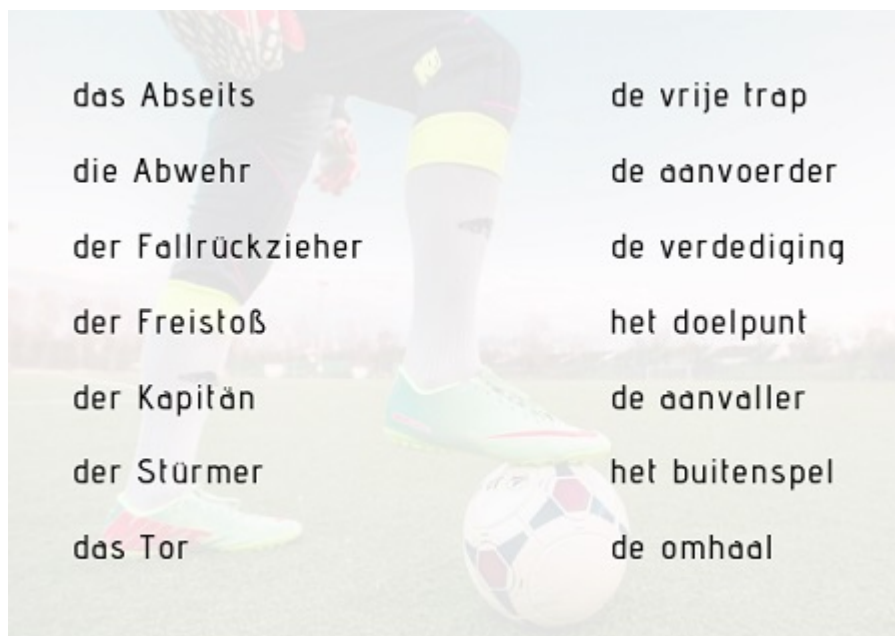 das Abseits de vrije trap
die Abwehr de aanvoerder
der Fallrückzieher de verdediging
der Freistoß het doelpunt
der Kapitän de aanvaller
der Stürmer het buitenspel
das Tor de omhaal